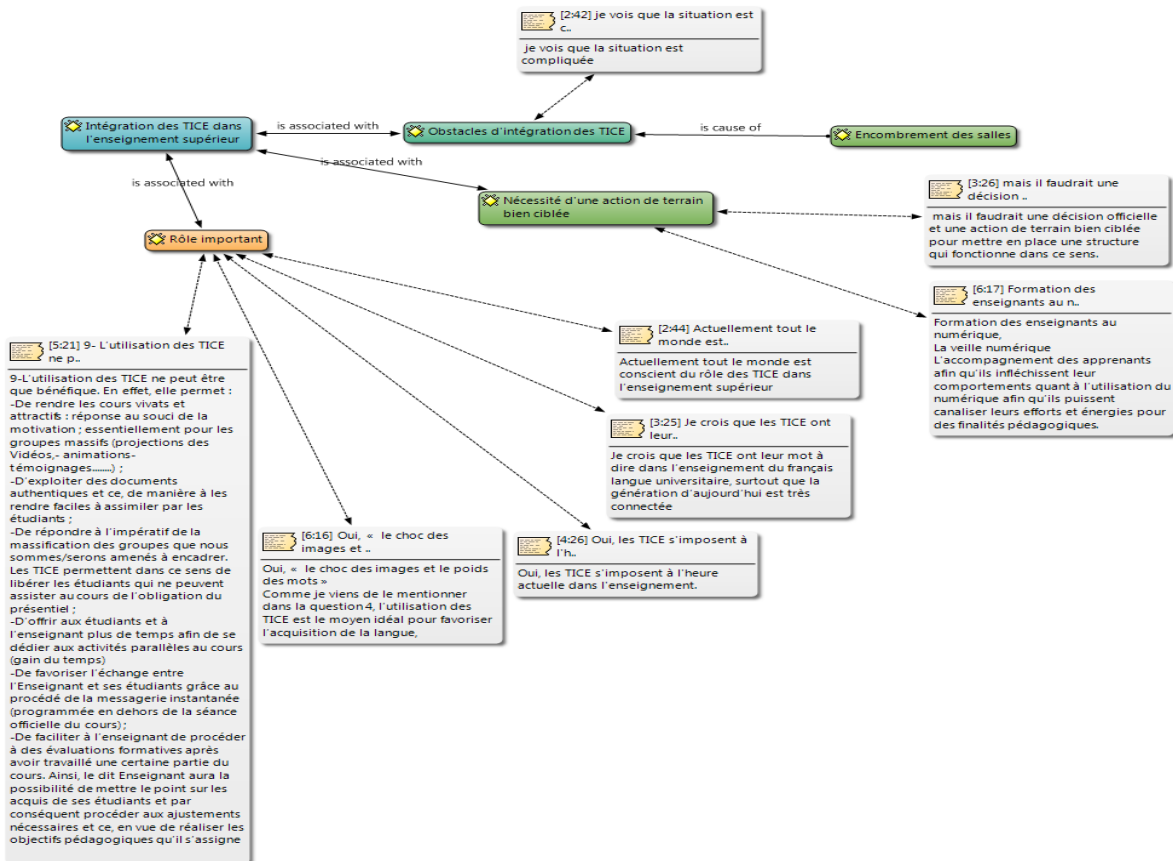 [2:42] je vois que la situation est
c..
je vois que la situation est
compliquée
Intégration des TICE dans
l'enseignement supérieur
is associated with
Obstacles d'intégration des TICE
is cause of
Encombrement des salles
is associated with
is associated with
Nécessité d'une action de terrain
bien ciblée
Rôle important
[3:26] mais il faudrait une
décision ..
mais il faudrait une décision officielle
et une action de terrain bien ciblée
pour mettre en place une structure
qui fonctionne dans ce sens.
[6:17] Formation des
enseignants au n..
Formation des enseignants au
numérique,
La veille numérique
L'accompagnement des apprenants
afin qu'ils infléchissent leur
comportements quant à l'utilisation du
numérique afin qu'ils puissent
canaliser leurs efforts et énergies pour
des finalités pédagogiques.
[2:44] Actuellement tout le
monde est..
Actuellement tout le monde est
conscient du rôle des TICE dans
l'enseignement supérieur
[3:25] Je crois que les TICE ont
leur..
Je crois que les TICE ont leur mot à
dire dans l'enseignement du français
langue universitaire, surtout que la
génération d'aujourd'hui est très
connectée
[4:26] Oui, les TICE s'imposent à
l'h..
Oui, les TICE s'imposent à l'heure
actuelle dans l'enseignement.
[6:16] Oui, « le choc des
images et ..
Oui, « le choc des images et le poids
des mots »
Comme je viens de le mentionner
dans la question 4, l'utilisation des
TICE est le moyen idéal pour favoriser
l'acquisition de la langue,
[5:21] 9- L'utilisation des TICE
ne p..
9-L'utilisation des TICE ne peut être
que bénéfique. En effet, elle permet :
-De rendre les cours vivats et
attractifs : réponse au souci de la
motivation ; essentiellement pour les
groupes massifs (projections des
Vidéos,- animations-
témoignages........) ;
-D'exploiter des documents
authentiques et ce, de manière à les
rendre faciles à assimiler par les
étudiants ;
-De répondre à l'impératif de la
massification des groupes que nous
sommes/serons amenés à encadrer.
Les TICE permettent dans ce sens de
libérer les étudiants qui ne peuvent
assister au cours de l'obligation du
présentiel ;
-D'offrir aux étudiants et à
l'enseignant plus de temps afin de se
dédier aux activités parallèles au cours
(gain du temps)
-De favoriser l'échange entre
l'Enseignant et ses étudiants grâce au
procédé de la messagerie instantanée
(programmée en dehors de la séance
officielle du cours) ;
-De faciliter à l'enseignant de procéder
à des évaluations formatives après
avoir travaillé une certaine partie du
cours. Ainsi, le dit Enseignant aura la
possibilité de mettre le point sur les
acquis de ses étudiants et par
conséquent procéder aux ajustements
nécessaires et ce, en vue de réaliser les
objectifs pédagogiques qu'il s'assigne